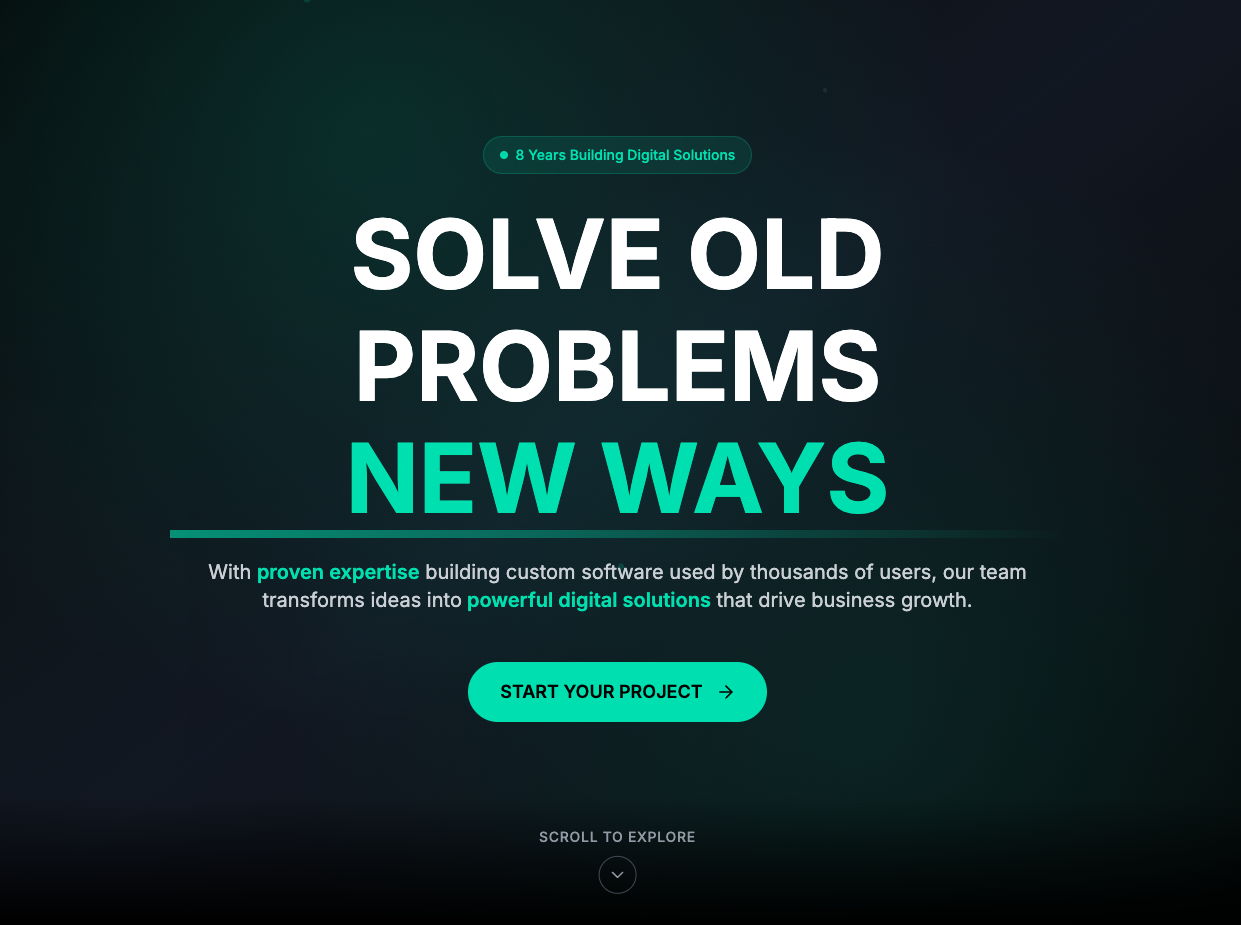 8 Years Building Digital Solutions
SOLVE OLD
PROBLEMS
NEW WAYS
With proven expertise building custom software used by thousands of users, our team
transforms ideas into powerful digital solutions that drive business growth.
START YOUR PROJECT
SCROLL TO EXPLORE